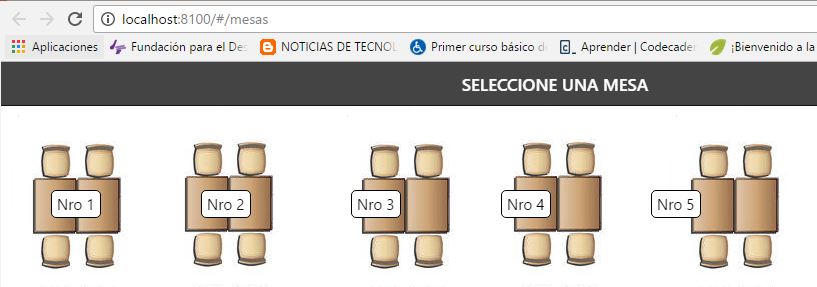 localhost:8100/#/mesas
Aplicaciones Fundación para el Des NOTICIAS DE TECNOL Primer curso básico d Aprender | Codecader ¡Bienvenido a la
SELECCIONE UNA MESA
Nro 1 Nro 2 Nro 3 Nro 4 Nro 5